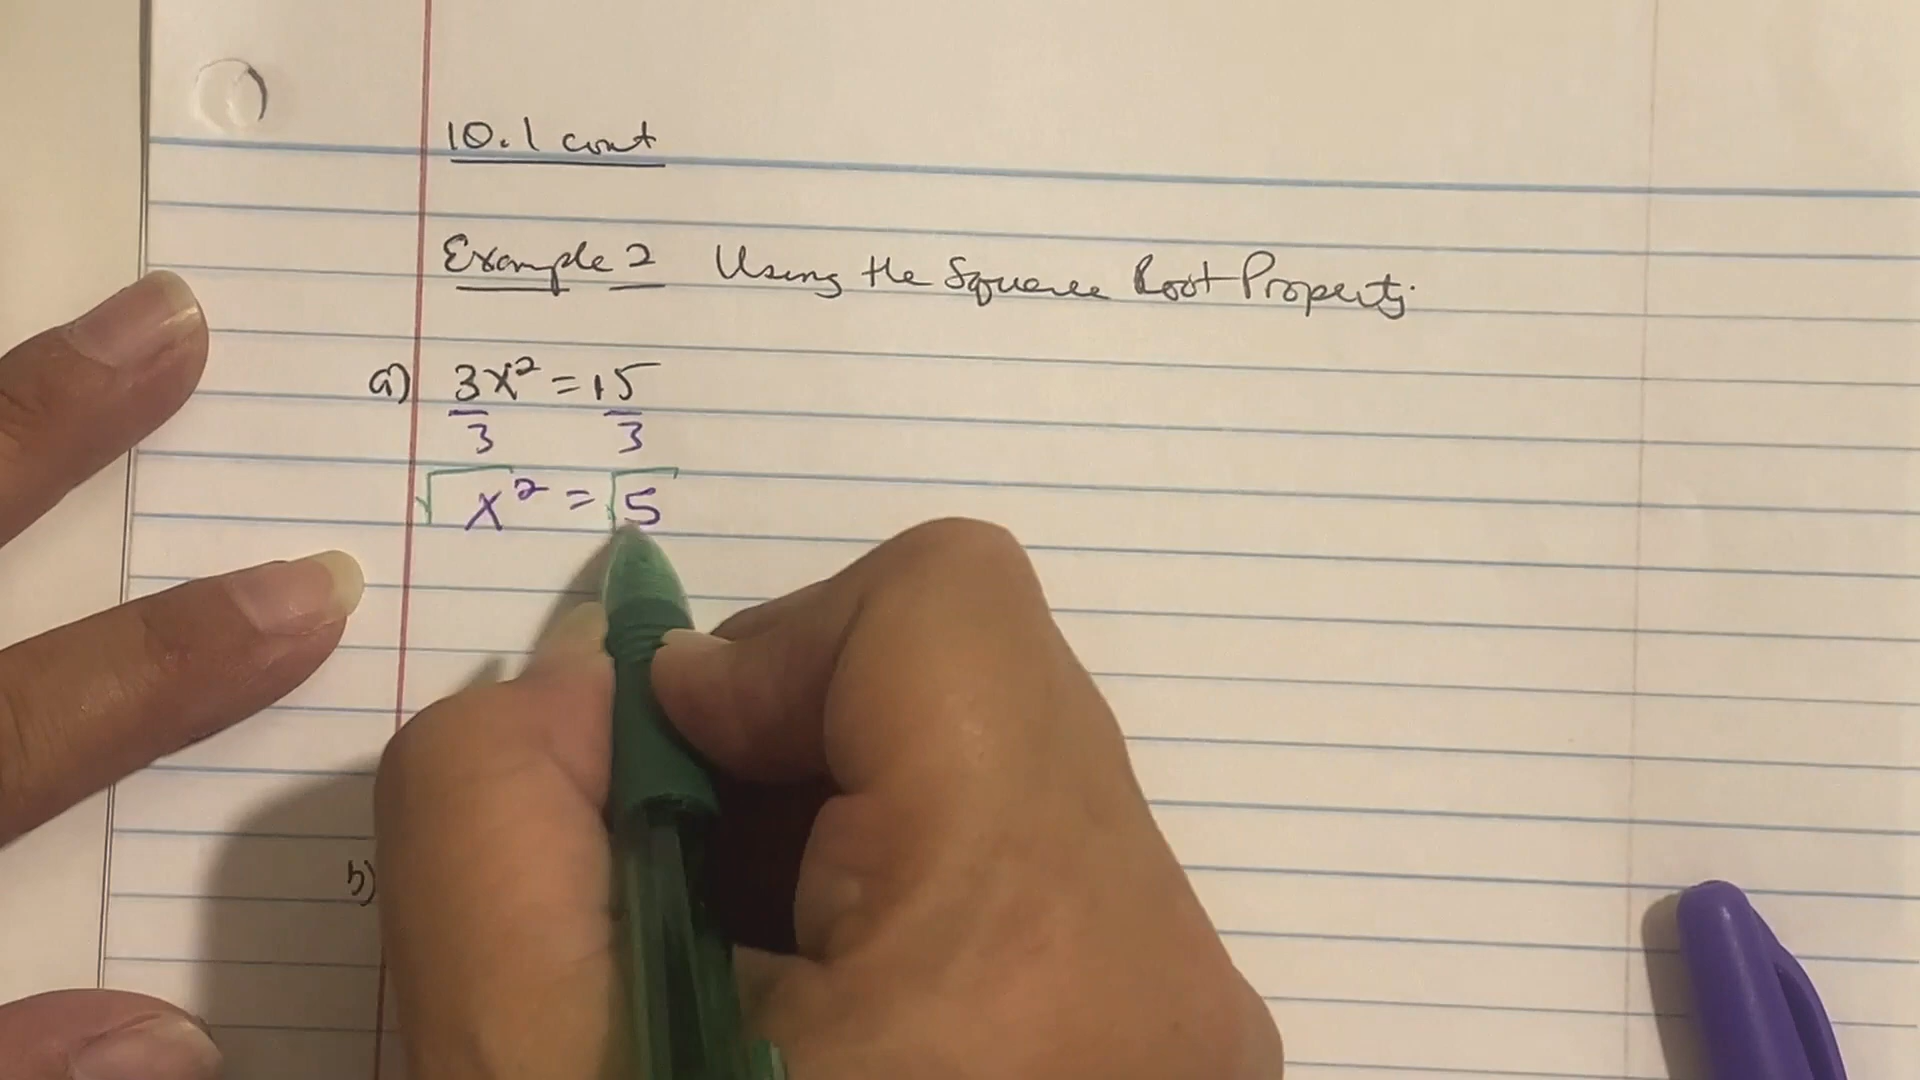 10.1 cont
Example 2 Using the Square Root Property
a) 3x² = 15
3 3
√x² = √5
b)